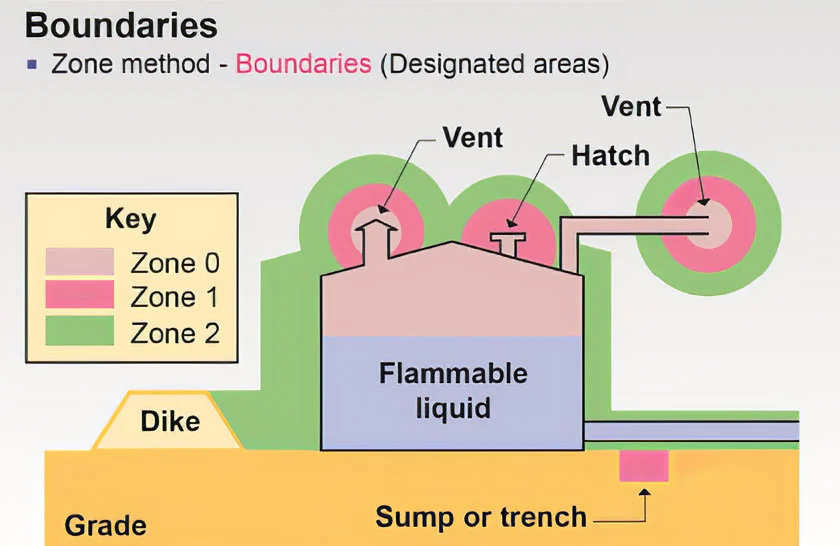 Boundaries
▪ Zone method - Boundaries (Designated areas)
Vent
Vent
Hatch
Key
Zone 0
Zone 1
Zone 2
Flammable
liquid
Dike
Sump or trench
Grade